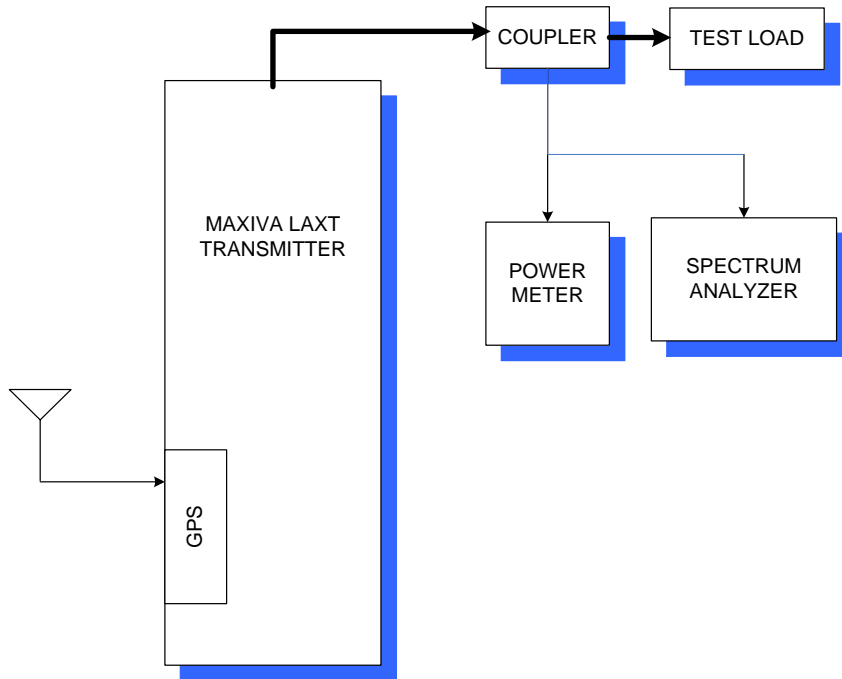 COUPLER
TEST LOAD
MAXIVA LAXT
TRANSMITTER
POWER
METER
SPECTRUM
ANALYZER
GPS